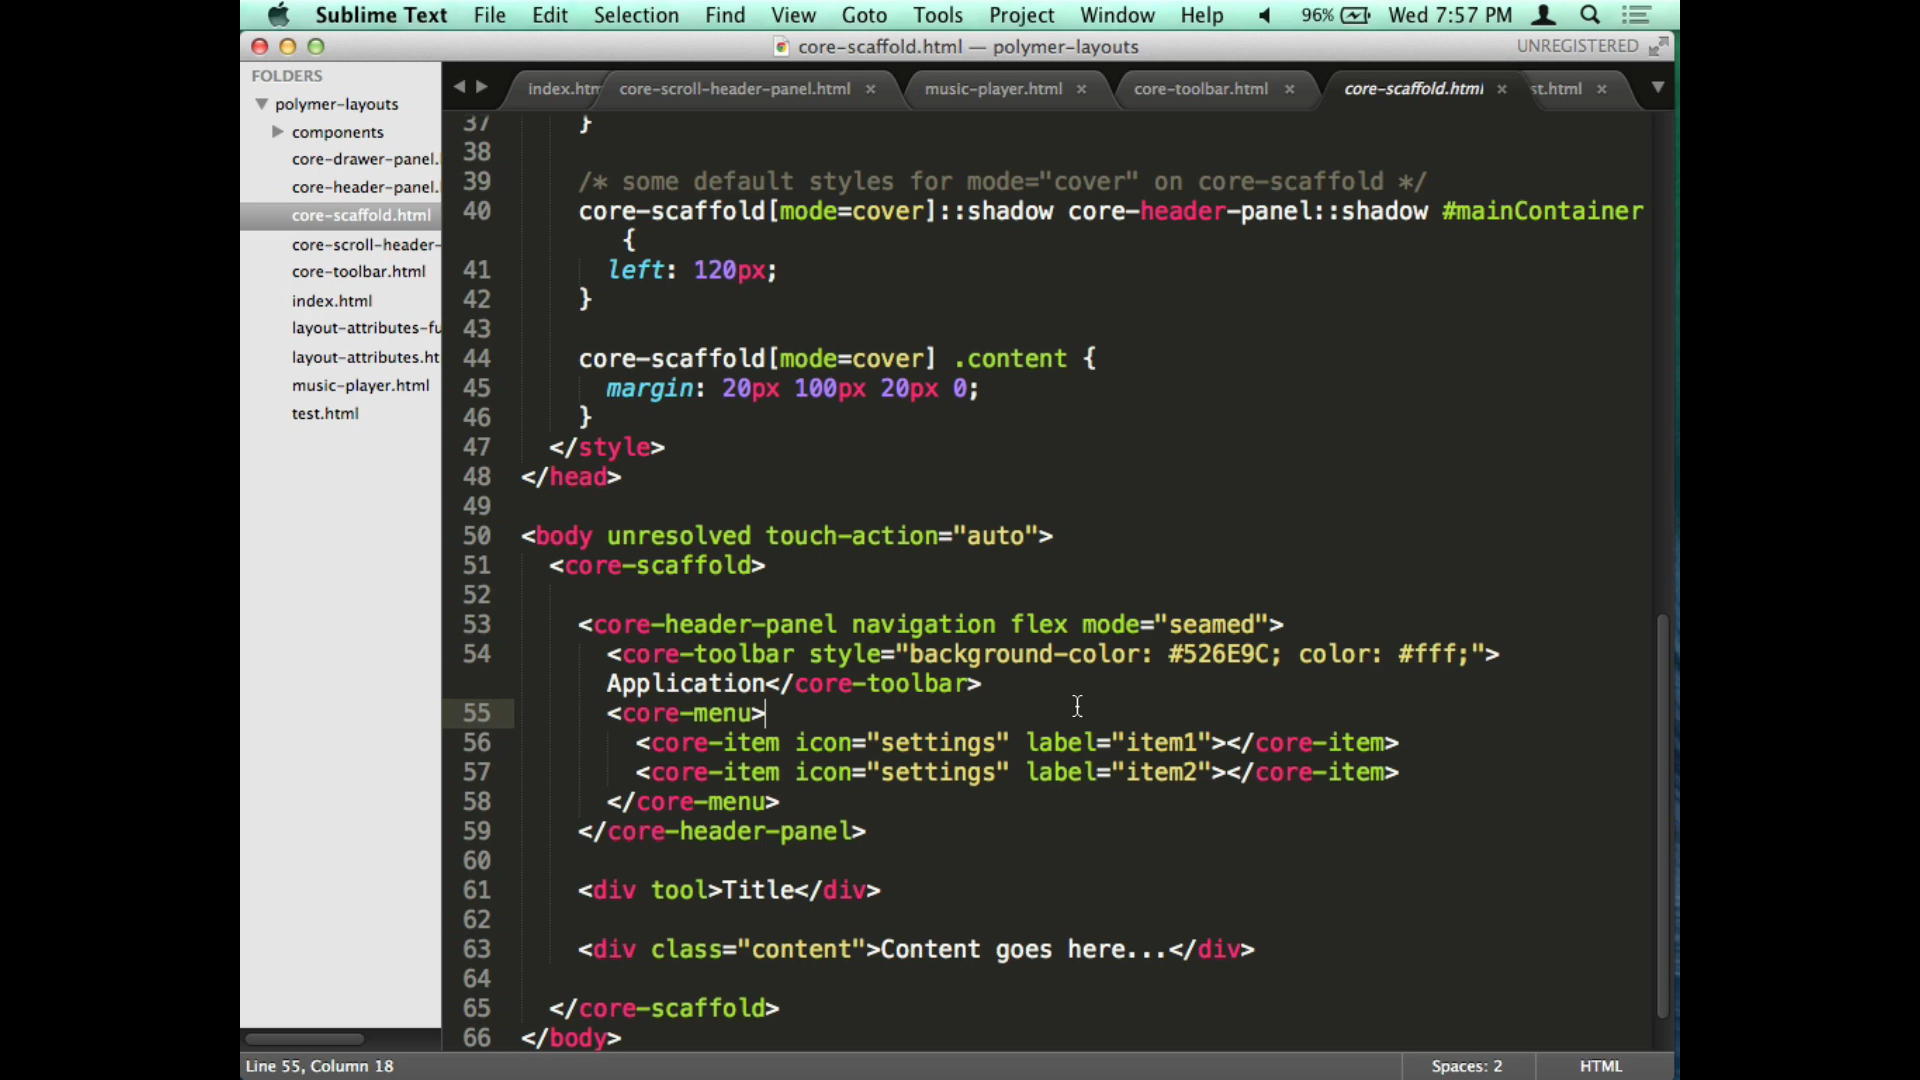 Sublime Text File Edit Selection Find View Goto Tools Project Window Help 96% Wed 7:57 PM
core-scaffold.html — polymer-layouts UNREGISTERED
FOLDERS
polymer-layouts
components
core-drawer-panel.
core-header-panel.
core-scaffold.html
core-scroll-header-
core-toolbar.html
index.html
layout-attributes-fu
layout-attributes.ht
music-player.html
test.html
index.htm core-scroll-header-panel.html × music-player.html × core-toolbar.html × core-scaffold.html × st.html ×
37 }
38
39 /* some default styles for mode="cover" on core-scaffold */
40 core-scaffold[mode=cover]::shadow core-header-panel::shadow #mainContainer
{
41 left: 120px;
42 }
43
44 core-scaffold[mode=cover] .content {
45 margin: 20px 100px 20px 0;
46 }
47 </style>
48 </head>
49
50 <body unresolved touch-action="auto">
51 <core-scaffold>
52
53 <core-header-panel navigation flex mode="seamed">
54 <core-toolbar style="background-color: #526E9C; color: #fff;">
Application</core-toolbar>
55 <core-menu>
56 <core-item icon="settings" label="item1"></core-item>
57 <core-item icon="settings" label="item2"></core-item>
58 </core-menu>
59 </core-header-panel>
60
61 <div tool>Title</div>
62
63 <div class="content">Content goes here...</div>
64
65 </core-scaffold>
66 </body>
Line 55, Column 18 Spaces: 2 HTML